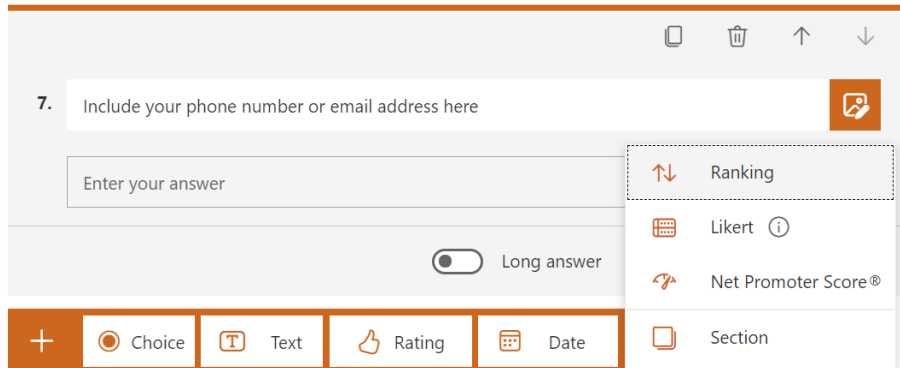 7. Include your phone number or email address here
Enter your answer
Ranking
Likert
Net Promoter Score®
Long answer
Section
Choice
Text
Rating
Date